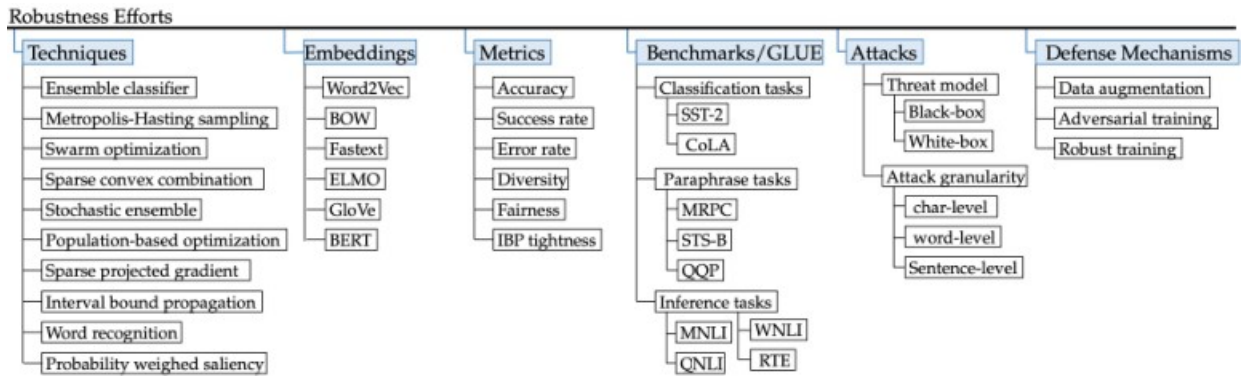 Robustness Efforts
Techniques
Ensemble classifier
Metropolis-Hasting sampling
Swarm optimization
Sparse convex combination
Stochastic ensemble
Population-based optimization
Sparse projected gradient
Interval bound propagation
Word recognition
Probability weighed saliency
Embeddings
Word2Vec
BOW
Fastext
ELMO
GloVe
BERT
Metrics
Accuracy
Success rate
Error rate
Diversity
Fairness
IBP tightness
Benchmarks/GLUE
Classification tasks
SST-2
CoLA
Paraphrase tasks
MRPC
STS-B
QQP
Inference tasks
MNLI
QNLI
WNLI
RTE
Attacks
Threat model
Black-box
White-box
Attack granularity
char-level
word-level
Sentence-level
Defense Mechanisms
Data augmentation
Adversarial training
Robust training